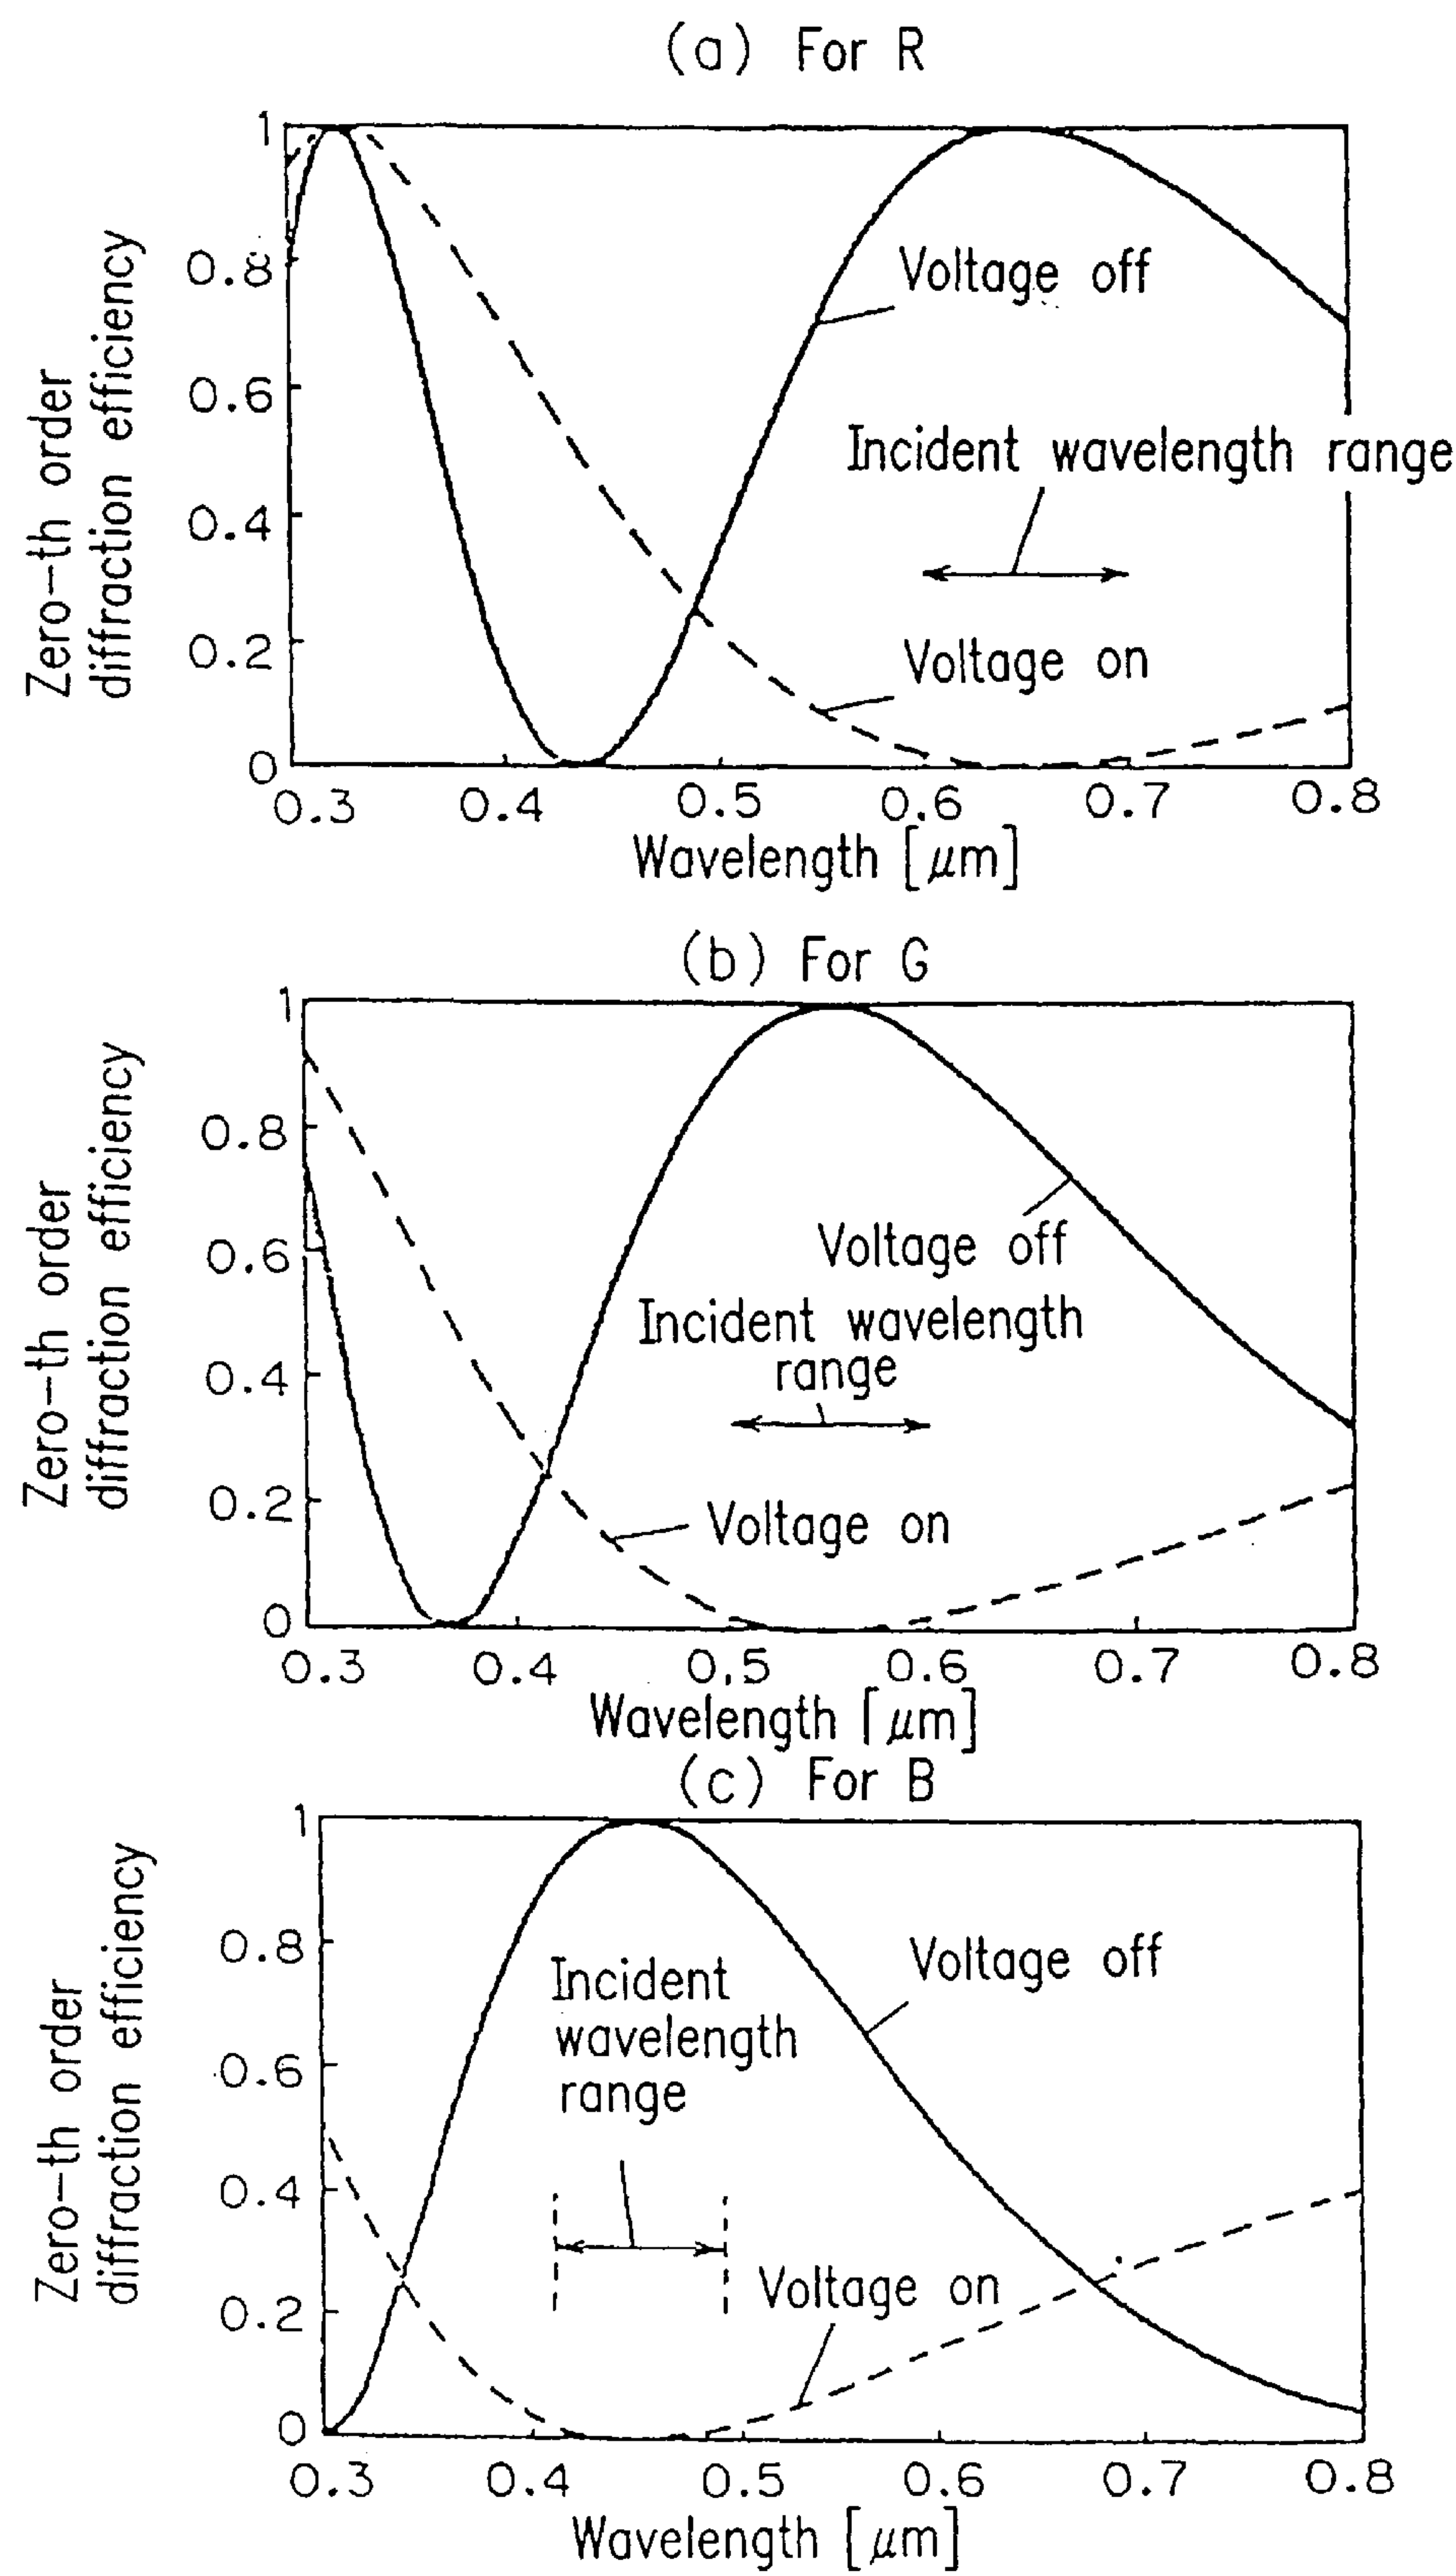 (a) For R
Zero-th order
diffraction efficiency
1
0.8
0.6
0.4
0.2
0
Voltage off
Incident wavelength range
Voltage on
0.3 0.4 0.5 0.6 0.7 0.8
Wavelength [μm]
(b) For G
Zero-th order
diffraction efficiency
1
0.8
0.6
0.4
0.2
0
Voltage off
Incident wavelength
range
Voltage on
0.3 0.4 0.5 0.6 0.7 0.8
Wavelength [μm]
(c) For B
Zero-th order
diffraction efficiency
1
0.8
0.6
0.4
0.2
0
Voltage off
Incident
wavelength
range
Voltage on
0.3 0.4 0.5 0.6 0.7 0.8
Wavelength [μm]